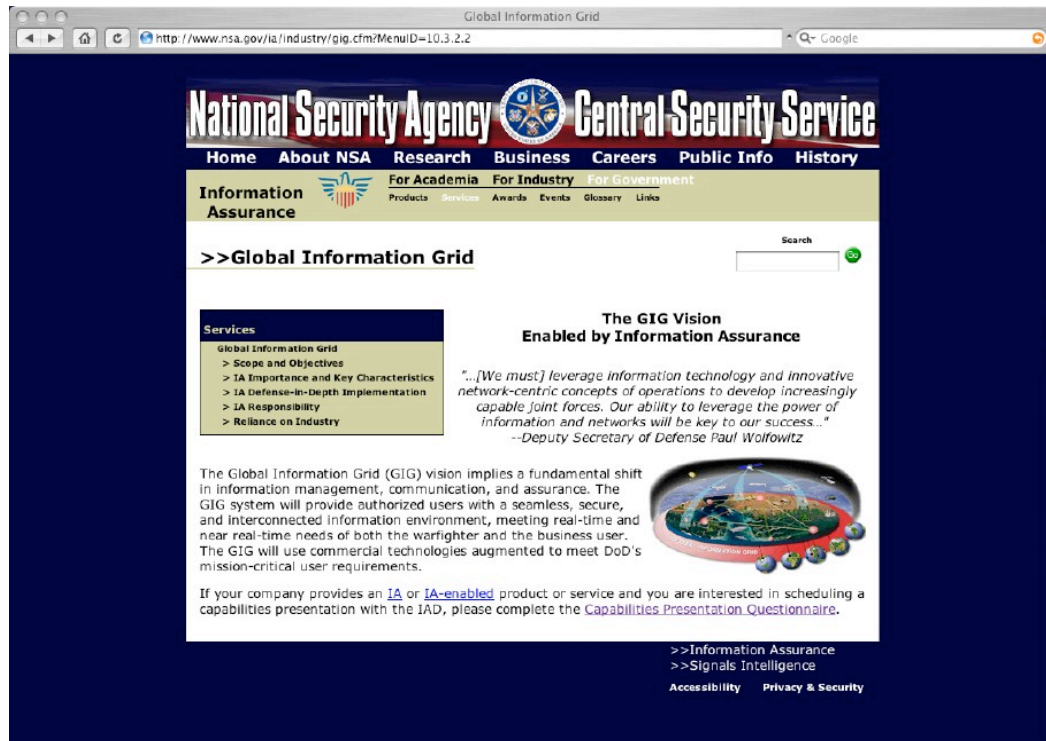 Global Information Grid
http://www.nsa.gov/ia/industry/gig.cfm?MenuID=10.3.2.2
Google
National Security Agency Central Security Service
Home About NSA Research Business Careers Public Info History
Information Assurance
For Academia For Industry For Government
Products Services Awards Events Glossary Links
>>Global Information Grid
Search
Go
Services
Global Information Grid
> Scope and Objectives
> IA Importance and Key Characteristics
> IA Defense-in-Depth Implementation
> IA Responsibility
> Reliance on Industry
The GIG Vision
Enabled by Information Assurance
"...[We must] leverage information technology and innovative
network-centric concepts of operations to develop increasingly
capable joint forces. Our ability to leverage the power of
information and networks will be key to our success..."
--Deputy Secretary of Defense Paul Wolfowitz
The Global Information Grid (GIG) vision implies a fundamental shift
in information management, communication, and assurance. The
GIG system will provide authorized users with a seamless, secure,
and interconnected information environment, meeting real-time and
near real-time needs of both the warfighter and the business user.
The GIG will use commercial technologies augmented to meet DoD's
mission-critical user requirements.
INFORMATION GRID
If your company provides an IA or IA-enabled product or service and you are interested in scheduling a
capabilities presentation with the IAD, please complete the Capabilities Presentation Questionnaire.
>>Information Assurance
>>Signals Intelligence
Accessibility Privacy & Security